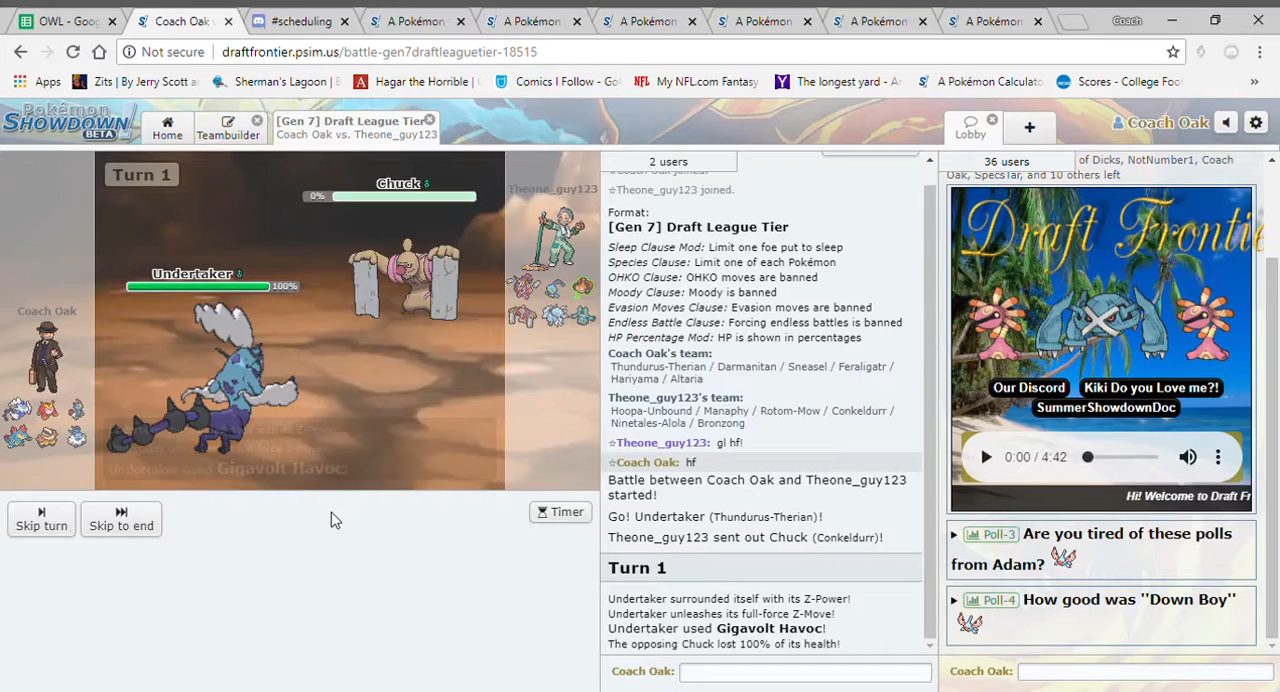 OWL - Goog
Coach Oak v
#scheduling
A Pokémon
A Pokémon
A Pokémon
A Pokémon
A Pokémon
A Pokémon
Coach
Not secure
draftfrontier.psim.us/battle-gen7draftleaguetier-18515
Apps
Zits | By Jerry Scott an
Sherman's Lagoon |
Hagar the Horrible | C
Comics I Follow - Go
NFL
My NFL.com Fantasy
The longest yard - An
A Pokémon Calculato
Scores - College Foot
»
Pokémon
Showdown
BETA
Home
Teambuilder
[Gen 7] Draft League Tier
Coach Oak vs. Theone_guy123
Lobby
Coach Oak
Turn 1
Chuck
0%
Theone_guy123
Undertaker
100%
Coach Oak
Undertaker used Gigavolt Havoc!
Skip turn
Skip to end
Timer
2 users
☆Theone_guy123 joined.
Format:
[Gen 7] Draft League Tier
Sleep Clause Mod: Limit one foe put to sleep
Species Clause: Limit one of each Pokémon
OHKO Clause: OHKO moves are banned
Moody Clause: Moody is banned
Evasion Moves Clause: Evasion moves are banned
Endless Battle Clause: Forcing endless battles is banned
HP Percentage Mod: HP is shown in percentages
Coach Oak's team:
Thundurus-Therian / Darmanitan / Sneasel / Feraligatr /
Hariyama / Altaria
Theone_guy123's team:
Hoopa-Unbound / Manaphy / Rotom-Mow / Conkeldurr /
Ninetales-Alola / Bronzong
☆Theone_guy123: gl hf!
☆Coach Oak: hf
Battle between Coach Oak and Theone_guy123
started!
Go! Undertaker (Thundurus-Therian)!
Theone_guy123 sent out Chuck (Conkeldurr)!
Turn 1
Undertaker surrounded itself with its Z-Power!
Undertaker unleashes its full-force Z-Move!
Undertaker used Gigavolt Havoc!
The opposing Chuck lost 100% of its health!
Coach Oak:
36 users
of Dicks, NotNumber1, Coach
Oak, SpecsTar, and 10 others left
Draft Frontie
Our Discord
Kiki Do you Love me?!
SummerShowdownDoc
0:00 / 4:42
Hi! Welcome to Draft Fr
Poll-3 Are you tired of these polls
from Adam?
Poll-4 How good was "Down Boy"
Coach Oak: